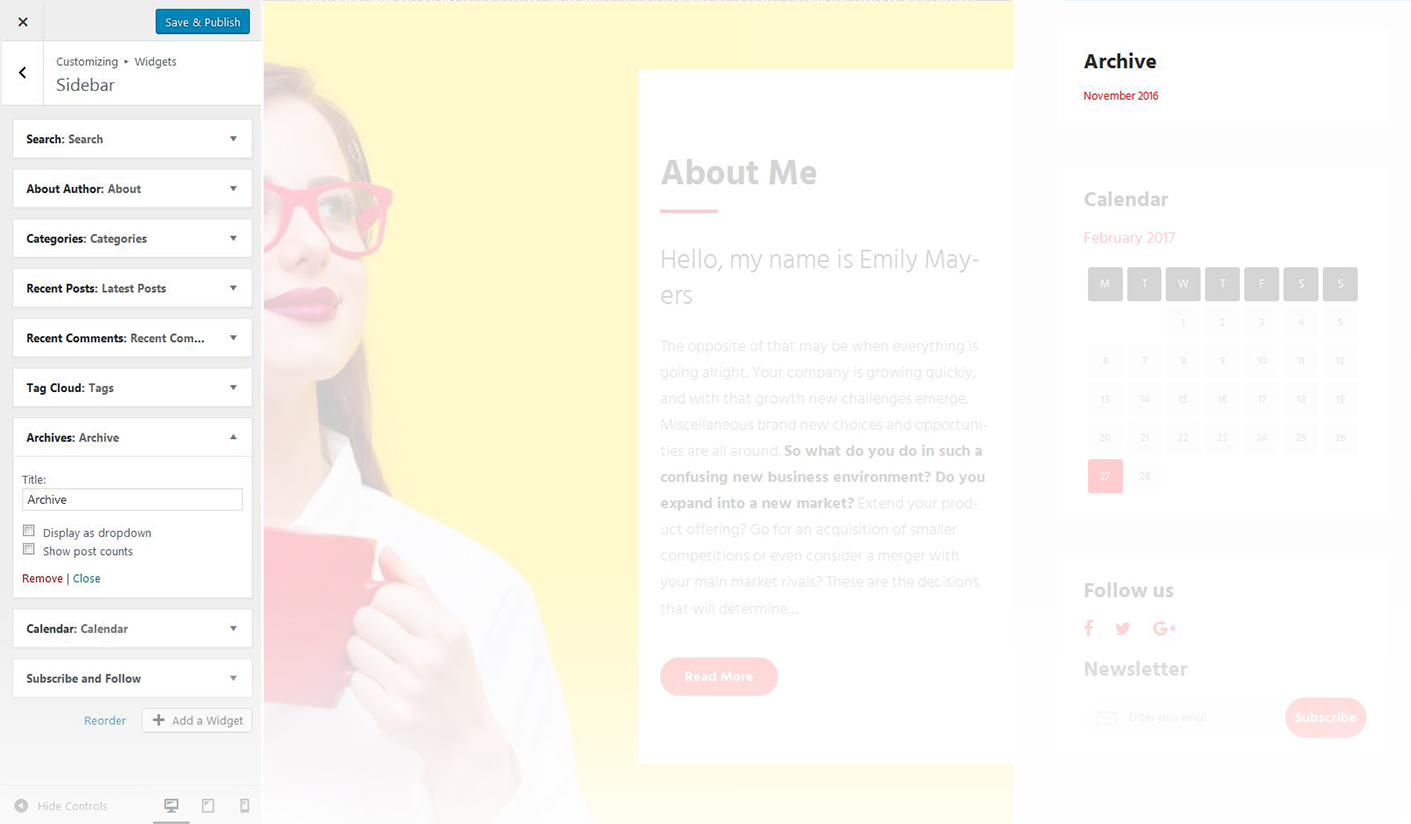 Save & Publish
Customizing ▸ Widgets
Sidebar
Search: Search
About Author: About
Categories: Categories
Recent Posts: Latest Posts
Recent Comments: Recent Com...
Tag Cloud: Tags
Archives: Archive
Title:
Archive
Display as dropdown
Show post counts
Remove | Close
Calendar: Calendar
Subscribe and Follow
Reorder
Add a Widget
Hide Controls
About Me
Hello, my name is Emily May-
ers
The opposite of that may be when everything is
going alright. Your company is growing quickly,
and with that growth new challenges emerge.
Miscellaneous brand new choices and opportuni-
ties are all around. So what do you do in such a
confusing new business environment? Do you
expand into a new market? Extend your prod-
uct offering? Go for an acquisition of smaller
competitions or even consider a merger with
your main market rivals? These are the decisions
that will determine...
Read More
Archive
November 2016
Calendar
February 2017
M T W T F S S
1 2 3 4 5
6 7 8 9 10 11 12
13 14 15 16 17 18 19
20 21 22 23 24 25 26
27 28
Follow us
Newsletter
Enter your email
Subscribe